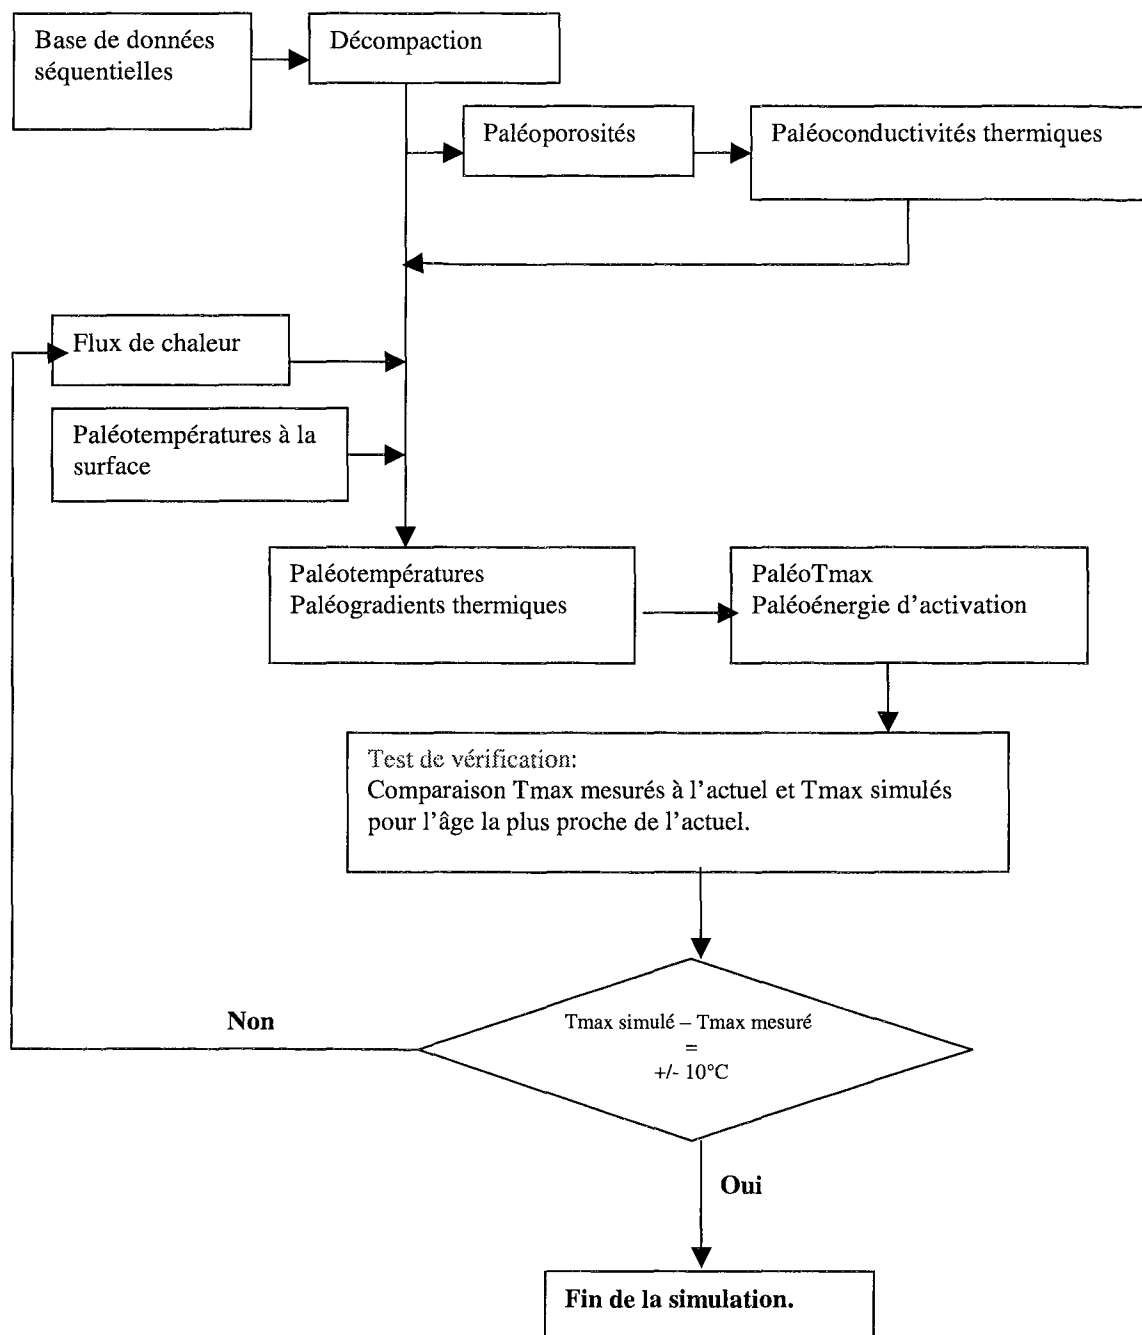 Base de données
séquentielles
Décompaction
Paléoporosités
Paléoconductivités thermiques
Flux de chaleur
Paléotempératures à la
surface
Paléotempératures
Paléogradients thermiques
PaléoTmax
Paléoénergie d'activation
Test de vérification:
Comparaison Tmax mesurés à l'actuel et Tmax simulés
pour l'âge la plus proche de l'actuel.
Non
Tmax simulé – Tmax mesuré
=
+/- 10°C
Oui
Fin de la simulation.